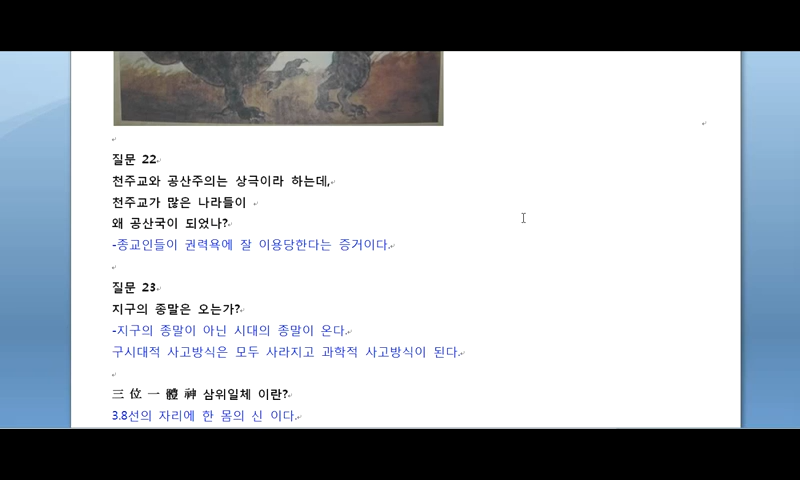 질문 22
천주교와 공산주의는 상극이라 하는데,
천주교가 많은 나라들이
왜 공산국이 되었나?
-종교인들이 권력욕에 잘 이용당한다는 증거이다.
질문 23
지구의 종말은 오는가?
-지구의 종말이 아닌 시대의 종말이 온다.
구시대적 사고방식은 모두 사라지고 과학적 사고방식이 된다.
三 位 一 體 神 삼위일체 이란?
3.8선의 자리에 한 몸의 신 이다.